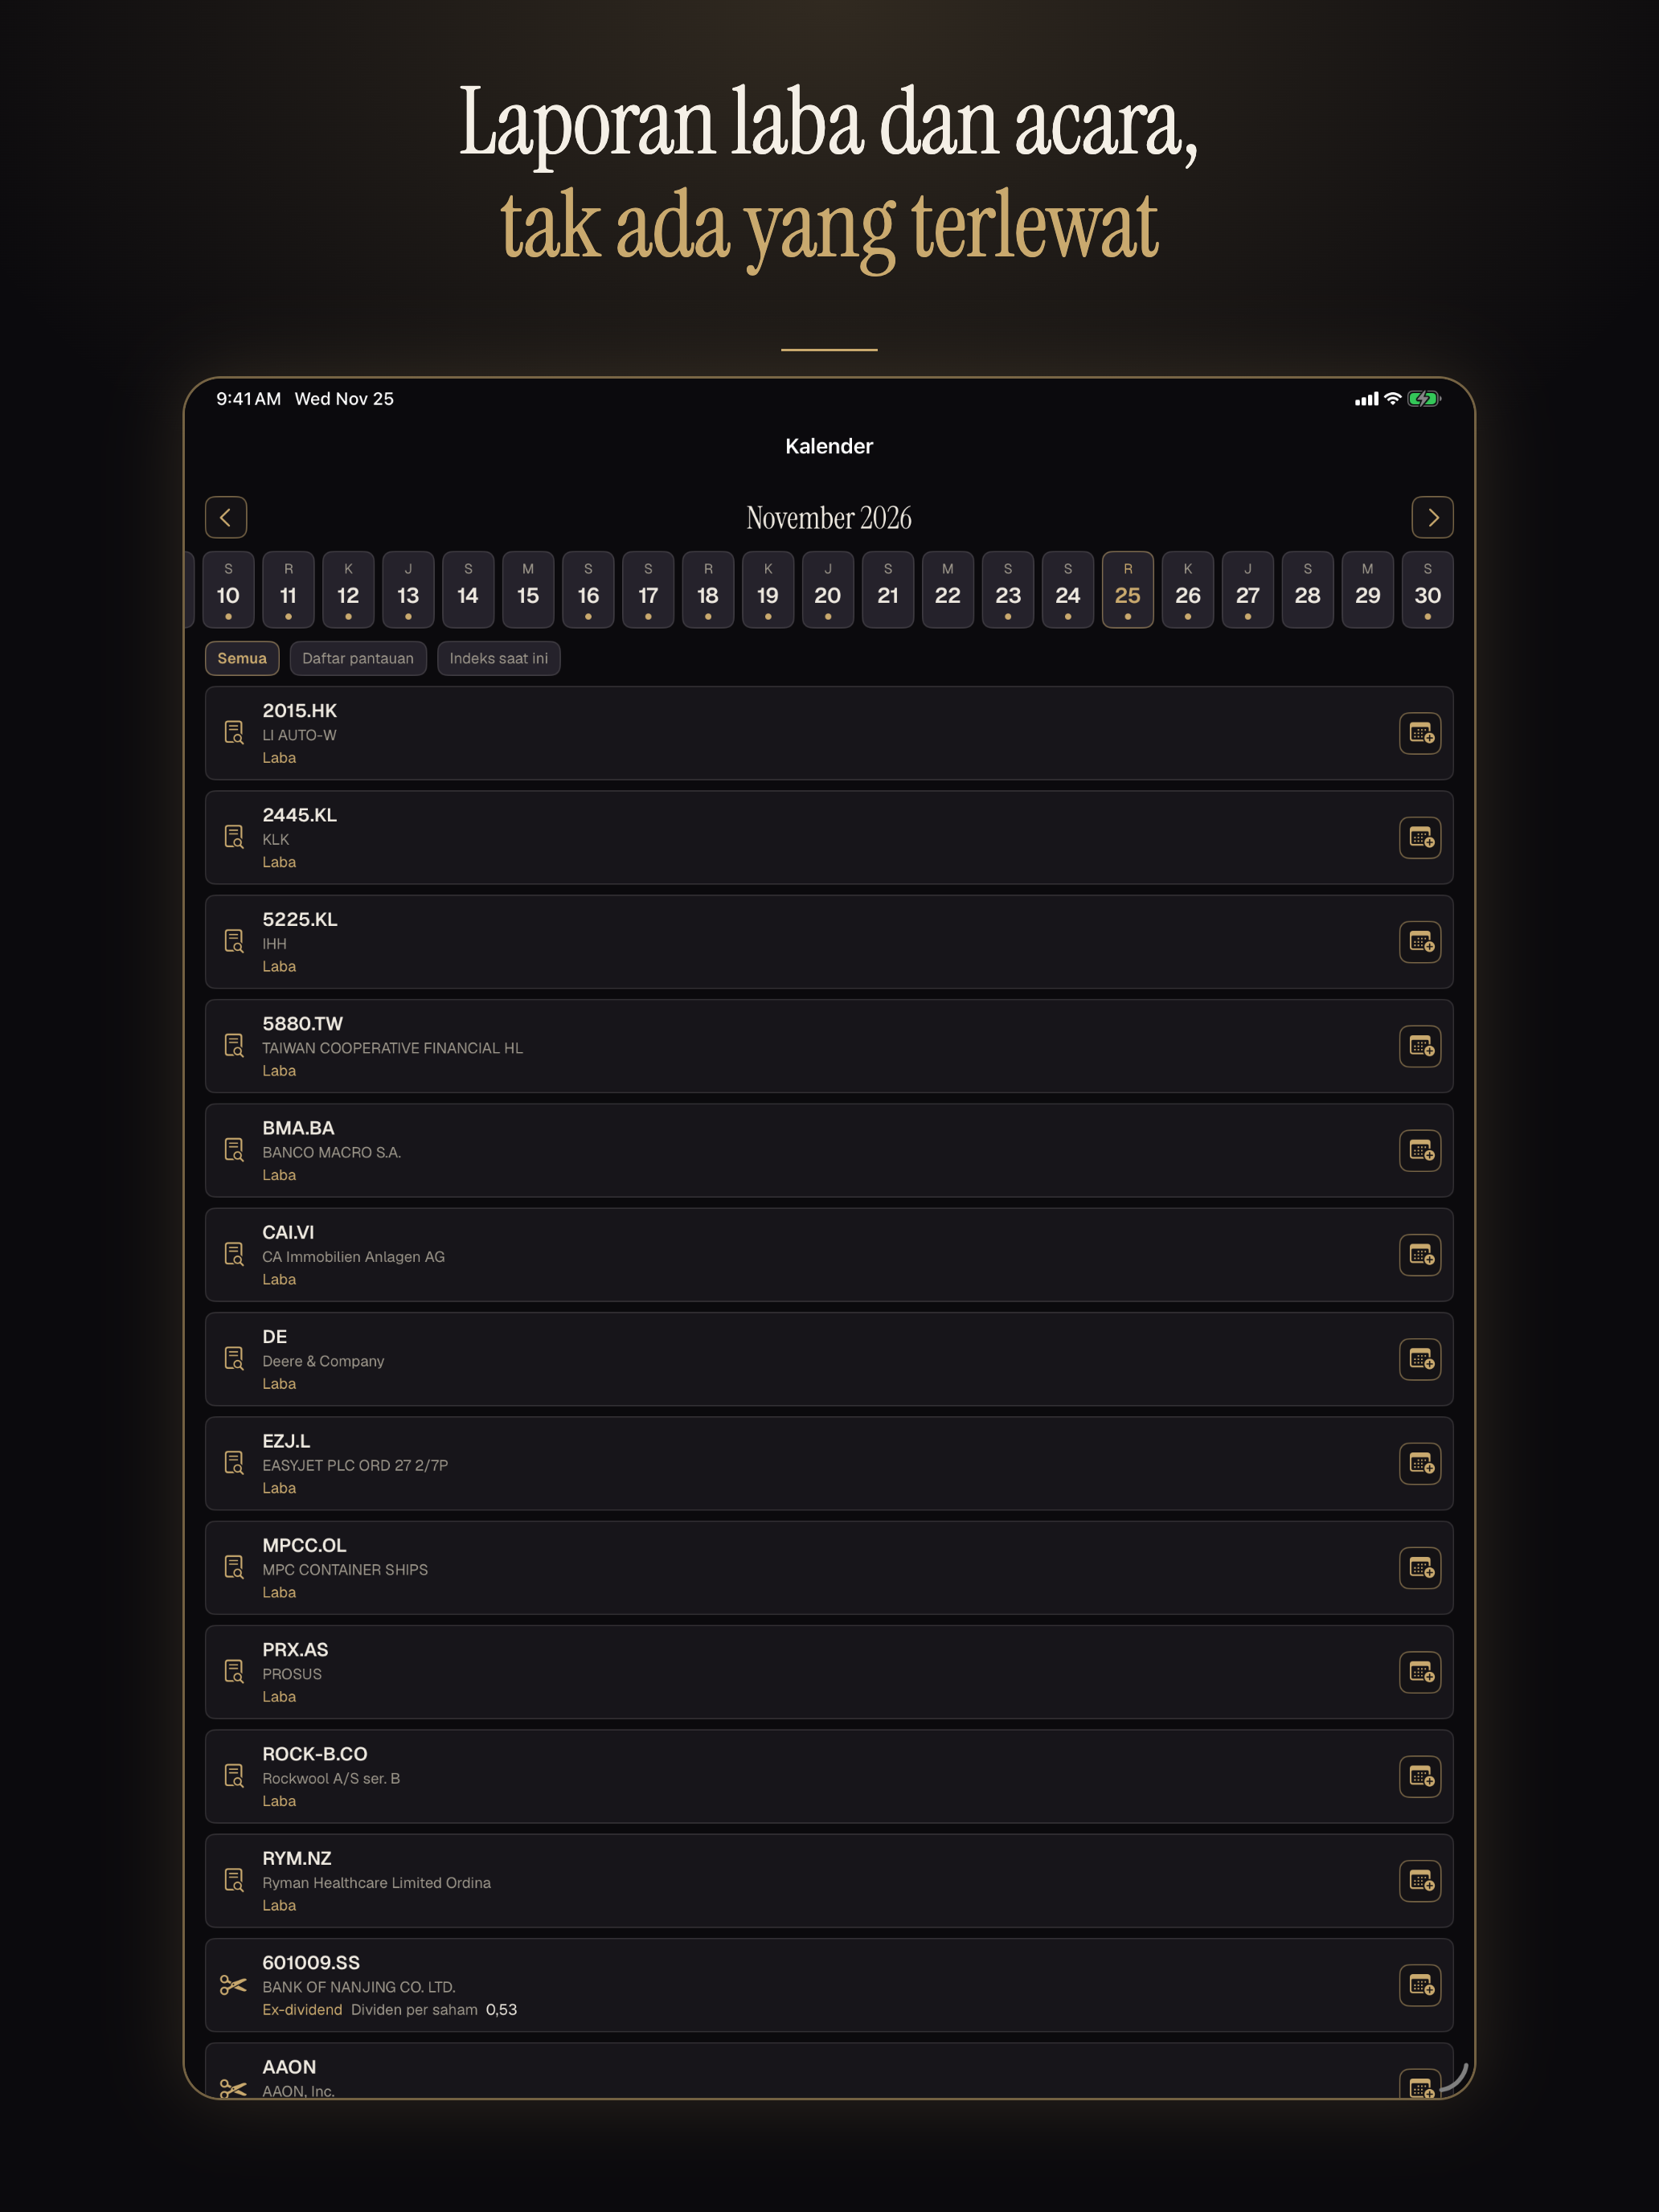 Laporan laba dan acara,
tak ada yang terlewat
9:41 AM Wed Nov 25
Kalender
November 2026
S R K J S M S S R K J S M S S R K J S M S
10 11 12 13 14 15 16 17 18 19 20 21 22 23 24 25 26 27 28 29 30
Semua Daftar pantauan Indeks saat ini
2015.HK
LI AUTO-W
Laba
2445.KL
KLK
Laba
5225.KL
IHH
Laba
5880.TW
TAIWAN COOPERATIVE FINANCIAL HL
Laba
BMA.BA
BANCO MACRO S.A.
Laba
CAI.VI
CA Immobilien Anlagen AG
Laba
DE
Deere & Company
Laba
EZJ.L
EASYJET PLC ORD 27 2/7P
Laba
MPCC.OL
MPC CONTAINER SHIPS
Laba
PRX.AS
PROSUS
Laba
ROCK-B.CO
Rockwool A/S ser. B
Laba
RYM.NZ
Ryman Healthcare Limited Ordina
Laba
601009.SS
BANK OF NANJING CO. LTD.
Ex-dividend Dividen per saham 0,53
AAON
AAON, Inc.